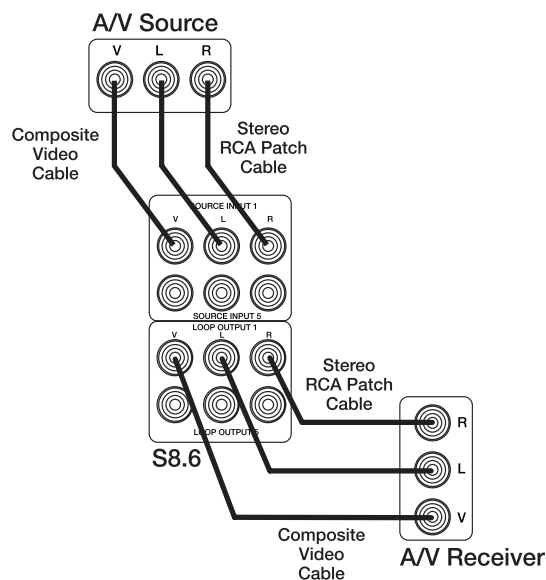 A/V Source
V L R
Composite
Video
Cable
Stereo
RCA Patch
Cable
SOURCE INPUT 1
V L R
SOURCE INPUT 5
LOOP OUTPUT 1
V L R
LOOP OUTPUT 5
S8.6
Stereo
RCA Patch
Cable
R
L
V
Composite
Video
Cable
A/V Receiver